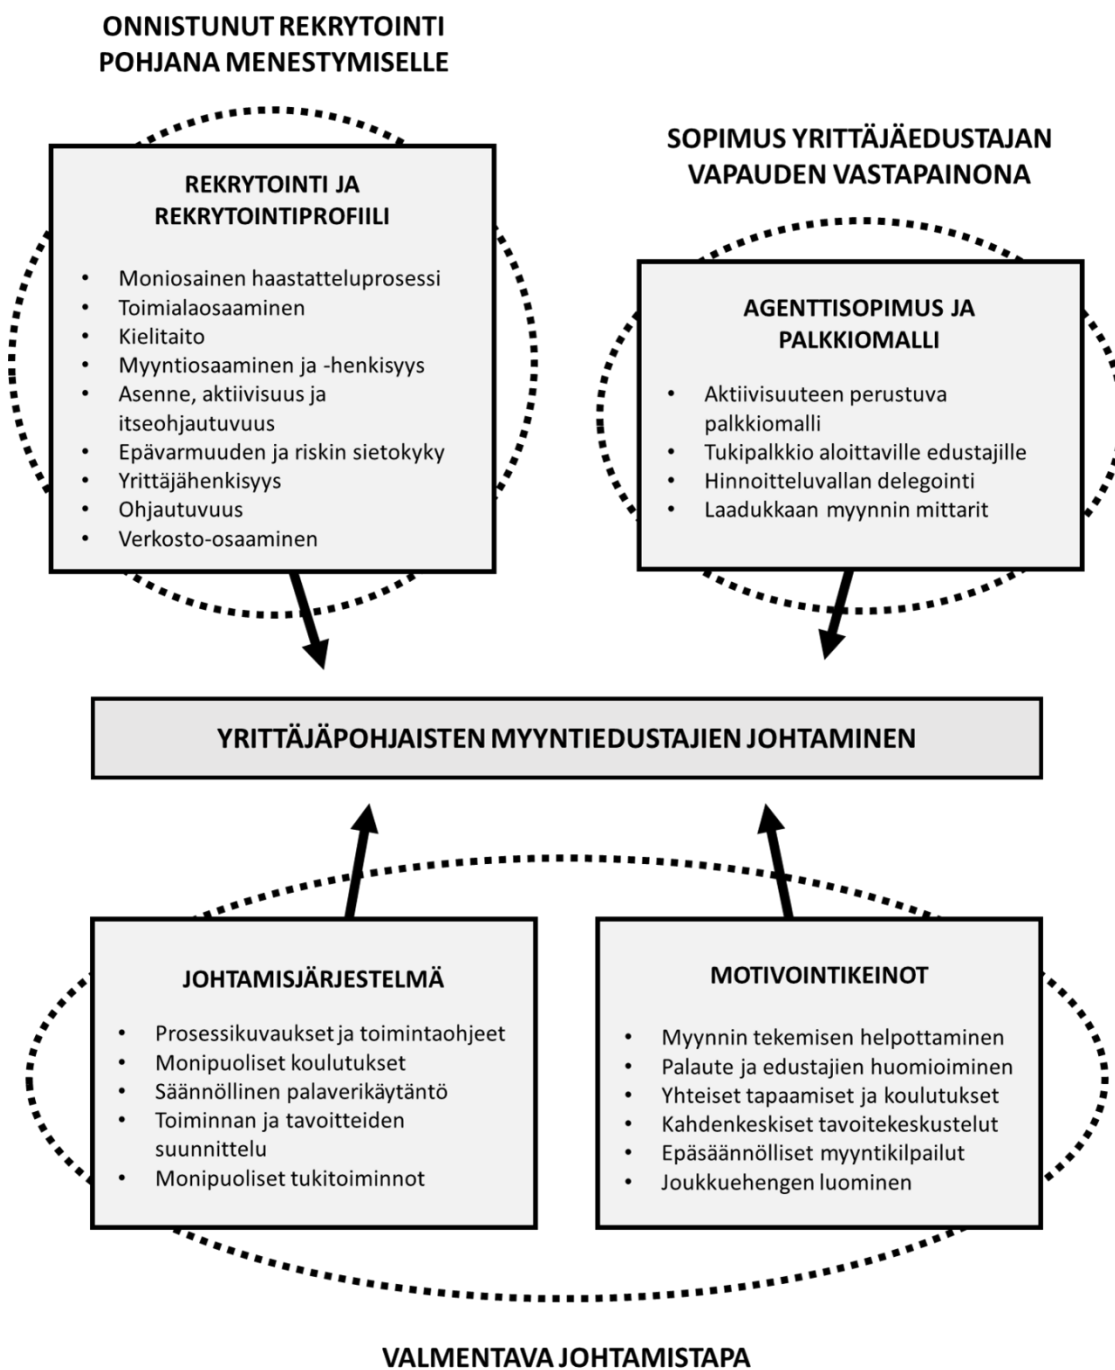 ONNISTUNUT REKRYTOINTI
POHJANA MENESTYMISELLE
REKRYTOINTI JA
REKRYTOINTIPROFIILI
• Moniosainen haastatteluprosessi
• Toimialaosaaminen
• Kielitaito
• Myyntiosaaminen ja -henkisyys
• Asenne, aktiivisuus ja
itseohjautuvuus
• Epävarmuuden ja riskin sietokyky
• Yrittäjähenkisyys
• Ohjautuvuus
• Verkosto-osaaminen
SOPIMUS YRITTÄJÄEDUSTAJAN
VAPAUDEN VASTAPAINONA
AGENTTISOPIMUS JA
PALKKIOMALLI
• Aktiivisuuteen perustuva
palkkiomalli
• Tukipalkkio aloittaville edustajille
• Hinnoitteluvallan delegointi
• Laadukkaan myynnin mittarit
YRITTÄJÄPOHJAISTEN MYYNTIEDUSTAJIEN JOHTAMINEN
JOHTAMISJÄRJESTELMÄ
• Prosessikuvaukset ja toimintaohjeet
• Monipuoliset koulutukset
• Säännöllinen palaverikäytäntö
• Toiminnan ja tavoitteiden
suunnittelu
• Monipuoliset tukitoiminnot
MOTIVOINTIKEINOT
• Myynnin tekemisen helpottaminen
• Palaute ja edustajien huomioiminen
• Yhteiset tapaamiset ja koulutukset
• Kahdenkeskiset tavoitekeskustelut
• Epäsäännölliset myyntikilpailut
• Joukkuehengen luominen
VALMENTAVA JOHTAMISTAPA